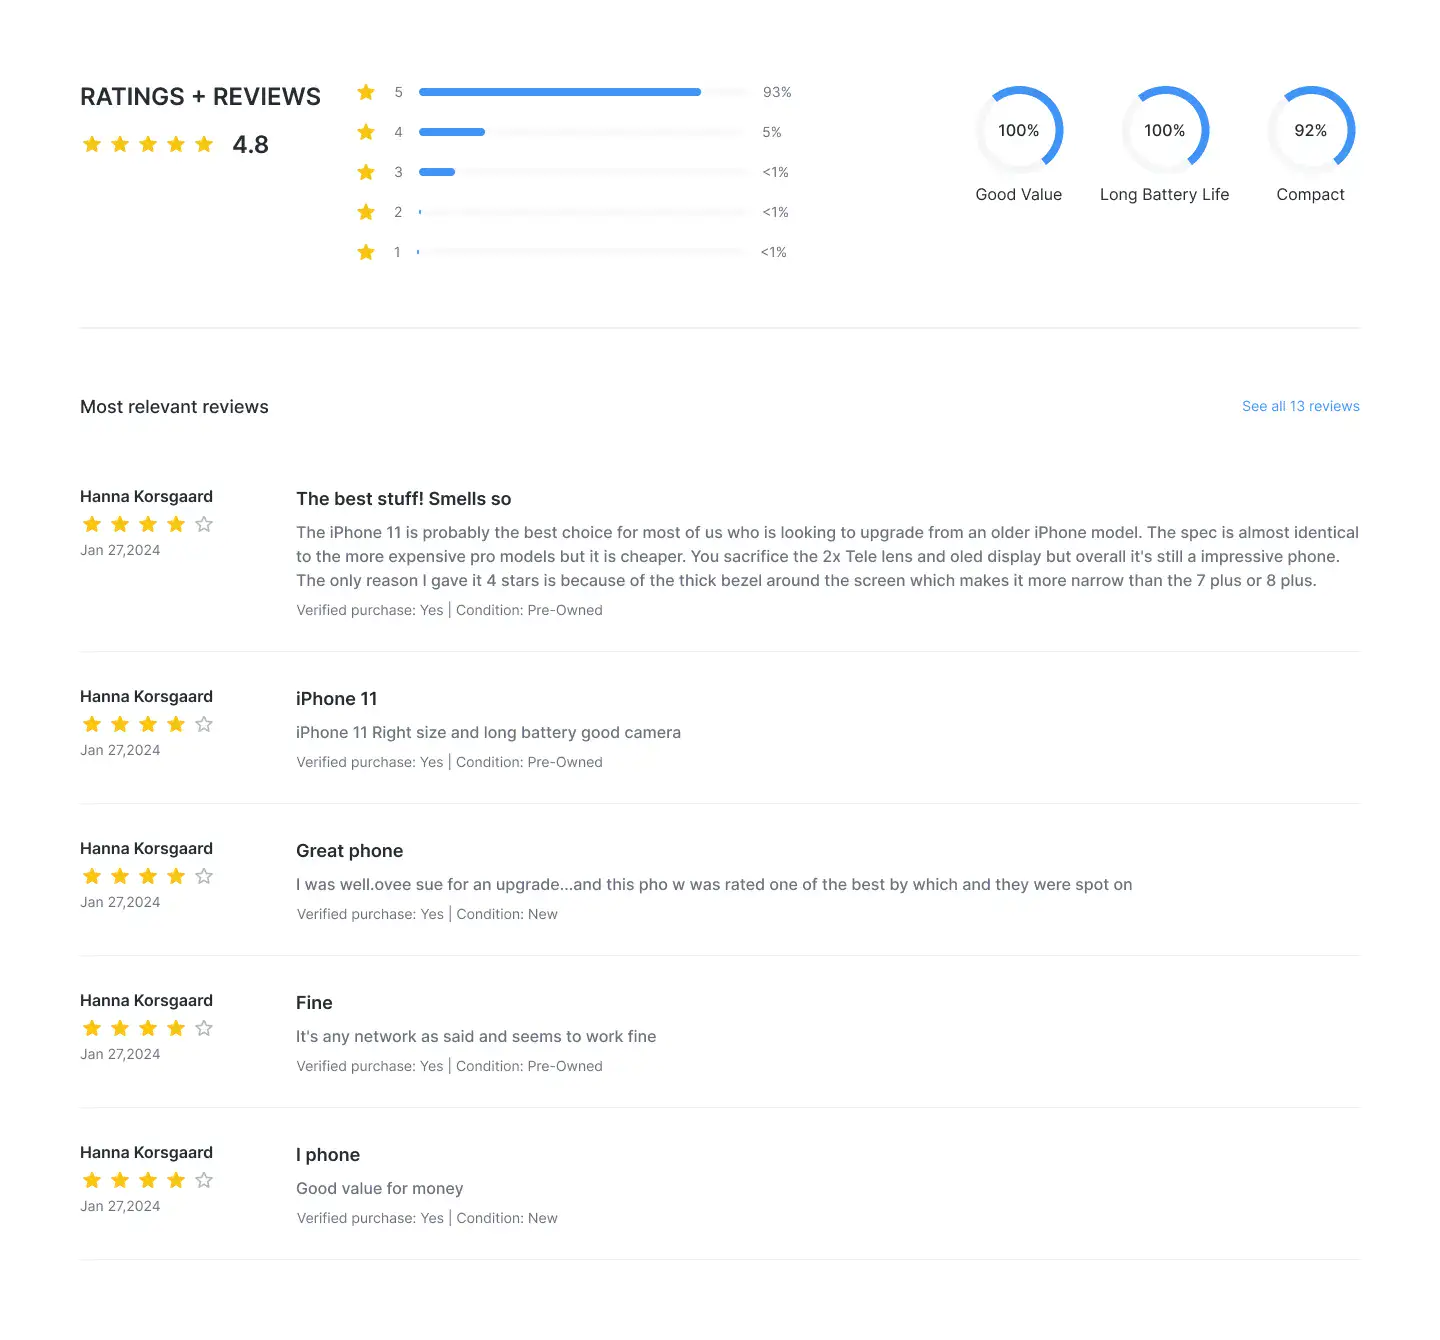 RATINGS + REVIEWS
4.8
5 93%
4 5%
3 <1%
2 <1%
1 <1%
100% 100% 92%
Good Value Long Battery Life Compact
Most relevant reviews
See all 13 reviews
Hanna Korsgaard
Jan 27,2024
The best stuff! Smells so
The iPhone 11 is probably the best choice for most of us who is looking to upgrade from an older iPhone model. The spec is almost identical
to the more expensive pro models but it is cheaper. You sacrifice the 2x Tele lens and oled display but overall it's still a impressive phone.
The only reason I gave it 4 stars is because of the thick bezel around the screen which makes it more narrow than the 7 plus or 8 plus.
Verified purchase: Yes | Condition: Pre-Owned
Hanna Korsgaard
Jan 27,2024
iPhone 11
iPhone 11 Right size and long battery good camera
Verified purchase: Yes | Condition: Pre-Owned
Hanna Korsgaard
Jan 27,2024
Great phone
I was well.ovee sue for an upgrade...and this pho w was rated one of the best by which and they were spot on
Verified purchase: Yes | Condition: New
Hanna Korsgaard
Jan 27,2024
Fine
It's any network as said and seems to work fine
Verified purchase: Yes | Condition: Pre-Owned
Hanna Korsgaard
Jan 27,2024
I phone
Good value for money
Verified purchase: Yes | Condition: New